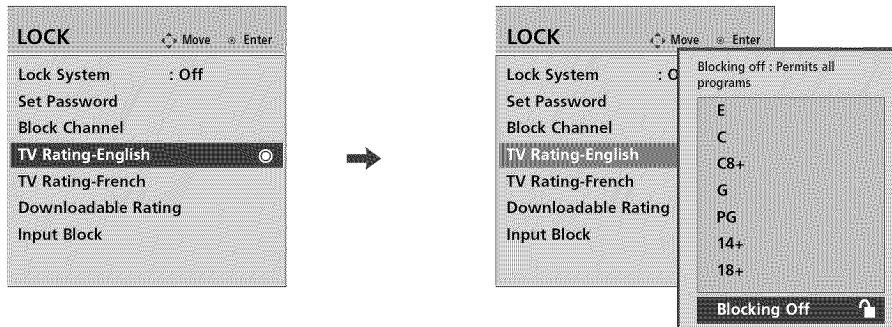 LOCK
Move
Enter
Lock System : Off
Set Password
Block Channel
TV Rating-English
TV Rating-French
Downloadable Rating
Input Block
LOCK
Move
Enter
Lock System : O
Set Password
Block Channel
TV Rating-English
TV Rating-French
Downloadable Rating
Input Block
Blocking off : Permits all
programs
E
C
C8+
G
PG
14+
18+
Blocking Off